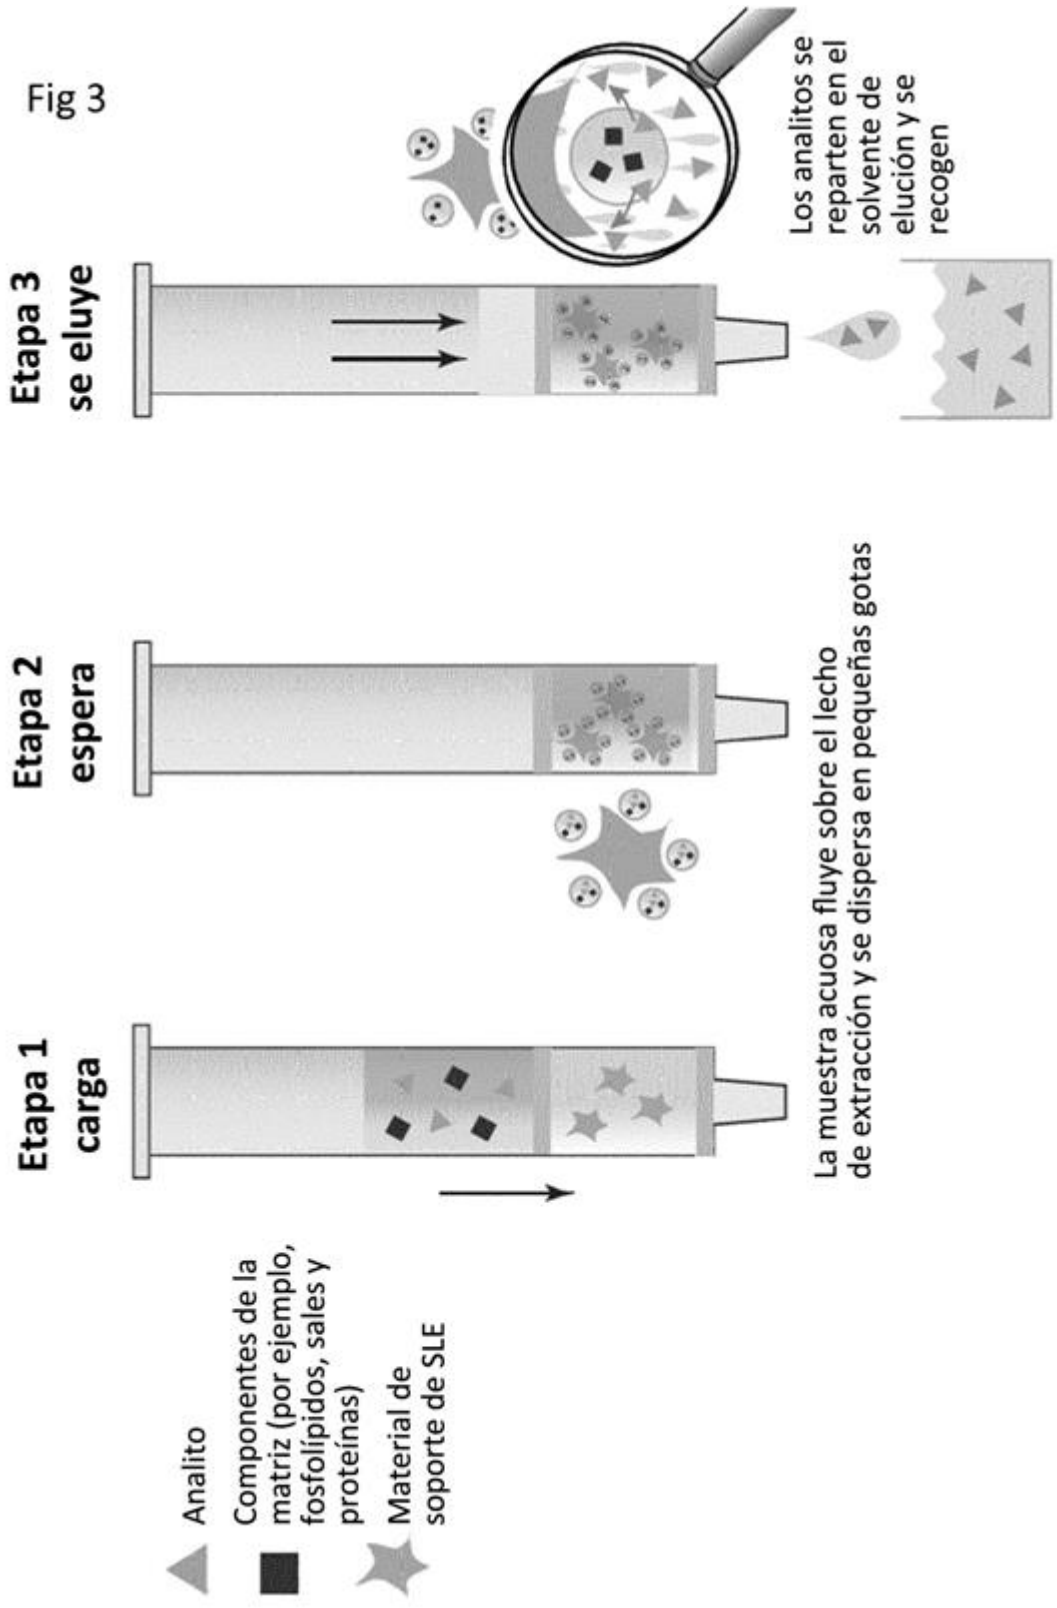 Fig 3
Etapa 1
carga
Etapa 2
espera
Etapa 3
se eluye
Analito
Componentes de la
matriz (por ejemplo,
fosfolípidos, sales y
proteínas)
Material de
soporte de SLE
La muestra acuosa fluye sobre el lecho
de extracción y se dispersa en pequeñas gotas
Los analitos se
reparten en el
solvente de
elución y se
recogen